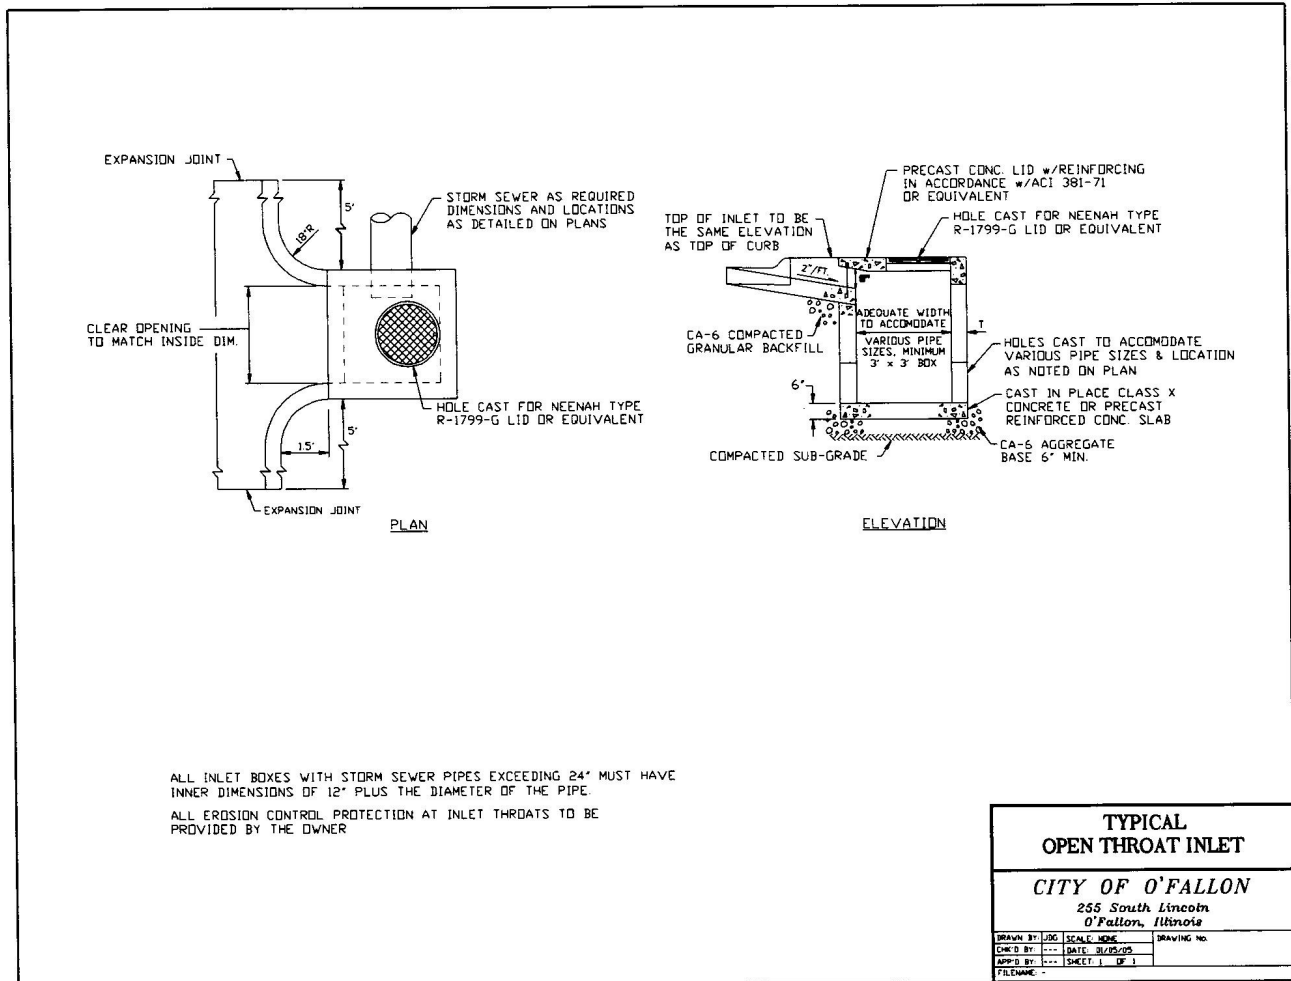 EXPANSION JOINT
5'
18"R
STORM SEWER AS REQUIRED
DIMENSIONS AND LOCATIONS
AS DETAILED ON PLANS
CLEAR OPENING
TO MATCH INSIDE DIM.
HOLE CAST FOR NEENAH TYPE
R-1799-G LID OR EQUIVALENT
5'
1.5'
EXPANSION JOINT
PLAN
PRECAST CONC. LID w/REINFORCING
IN ACCORDANCE w/ACI 381-71
OR EQUIVALENT
TOP OF INLET TO BE
THE SAME ELEVATION
AS TOP OF CURB
HOLE CAST FOR NEENAH TYPE
R-1799-G LID OR EQUIVALENT
2"/FT.
CA-6 COMPACTED
GRANULAR BACKFILL
ADEQUATE WIDTH
TO ACCOMODATE
VARIOUS PIPE
SIZES, MINIMUM
3' x 3' BOX
T
HOLES CAST TO ACCOMODATE
VARIOUS PIPE SIZES & LOCATION
AS NOTED ON PLAN
6"
CAST IN PLACE CLASS X
CONCRETE OR PRECAST
REINFORCED CONC. SLAB
CA-6 AGGREGATE
BASE 6" MIN.
COMPACTED SUB-GRADE
ELEVATION
ALL INLET BOXES WITH STORM SEWER PIPES EXCEEDING 24" MUST HAVE
INNER DIMENSIONS OF 12" PLUS THE DIAMETER OF THE PIPE.
ALL EROSION CONTROL PROTECTION AT INLET THROATS TO BE
PROVIDED BY THE OWNER
TYPICAL
OPEN THROAT INLET
CITY OF O'FALLON
255 South Lincoln
O'Fallon, Illinois
DRAWN BY: JDG SCALE: NONE DRAWING No.
CHK'D BY: --- DATE: 01/05/05
APP'D BY: --- SHEET: 1 OF 1
FILENAME: -